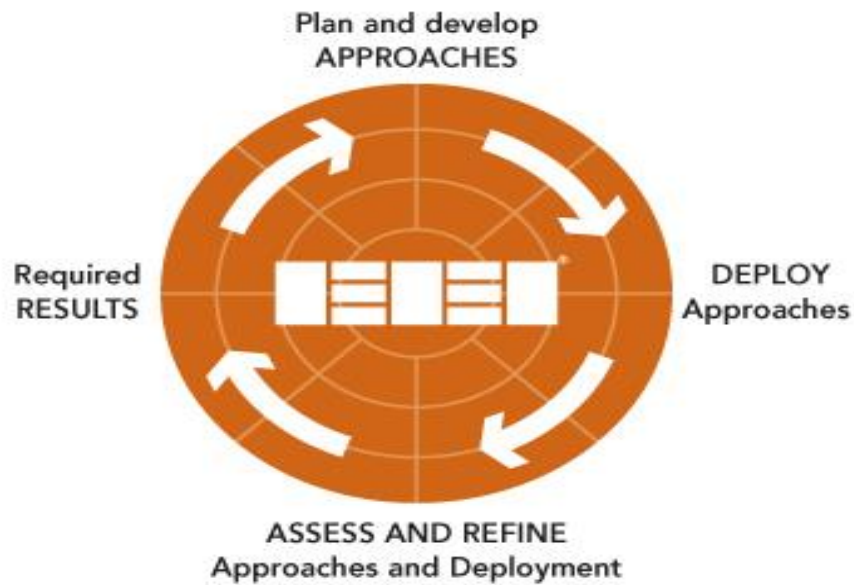 Plan and develop
APPROACHES
Required
RESULTS
DEPLOY
Approaches
®
ASSESS AND REFINE
Approaches and Deployment